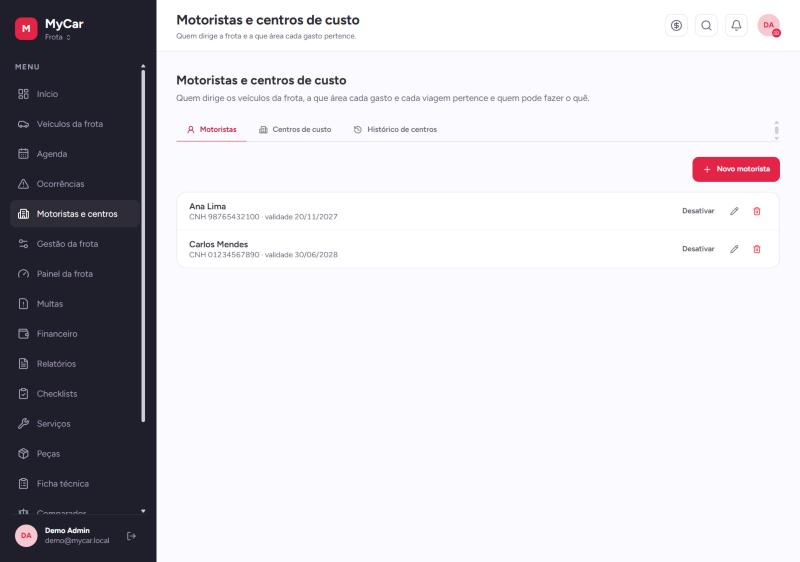 M
MyCar
Frota
MENU
Início
Veículos da frota
Agenda
Ocorrências
Motoristas e centros
Gestão da frota
Painel da frota
Multas
Financeiro
Relatórios
Checklists
Serviços
Peças
Ficha técnica
Comparador
DA
Demo Admin
demo@mycar.local
Motoristas e centros de custo
Quem dirige a frota e a que área cada gasto pertence.
DA
Motoristas e centros de custo
Quem dirige os veículos da frota, a que área cada gasto e cada viagem pertence e quem pode fazer o quê.
Motoristas
Centros de custo
Histórico de centros
+ Novo motorista
Ana Lima
CNH 98765432100 · validade 20/11/2027
Desativar
Carlos Mendes
CNH 01234567890 · validade 30/06/2028
Desativar